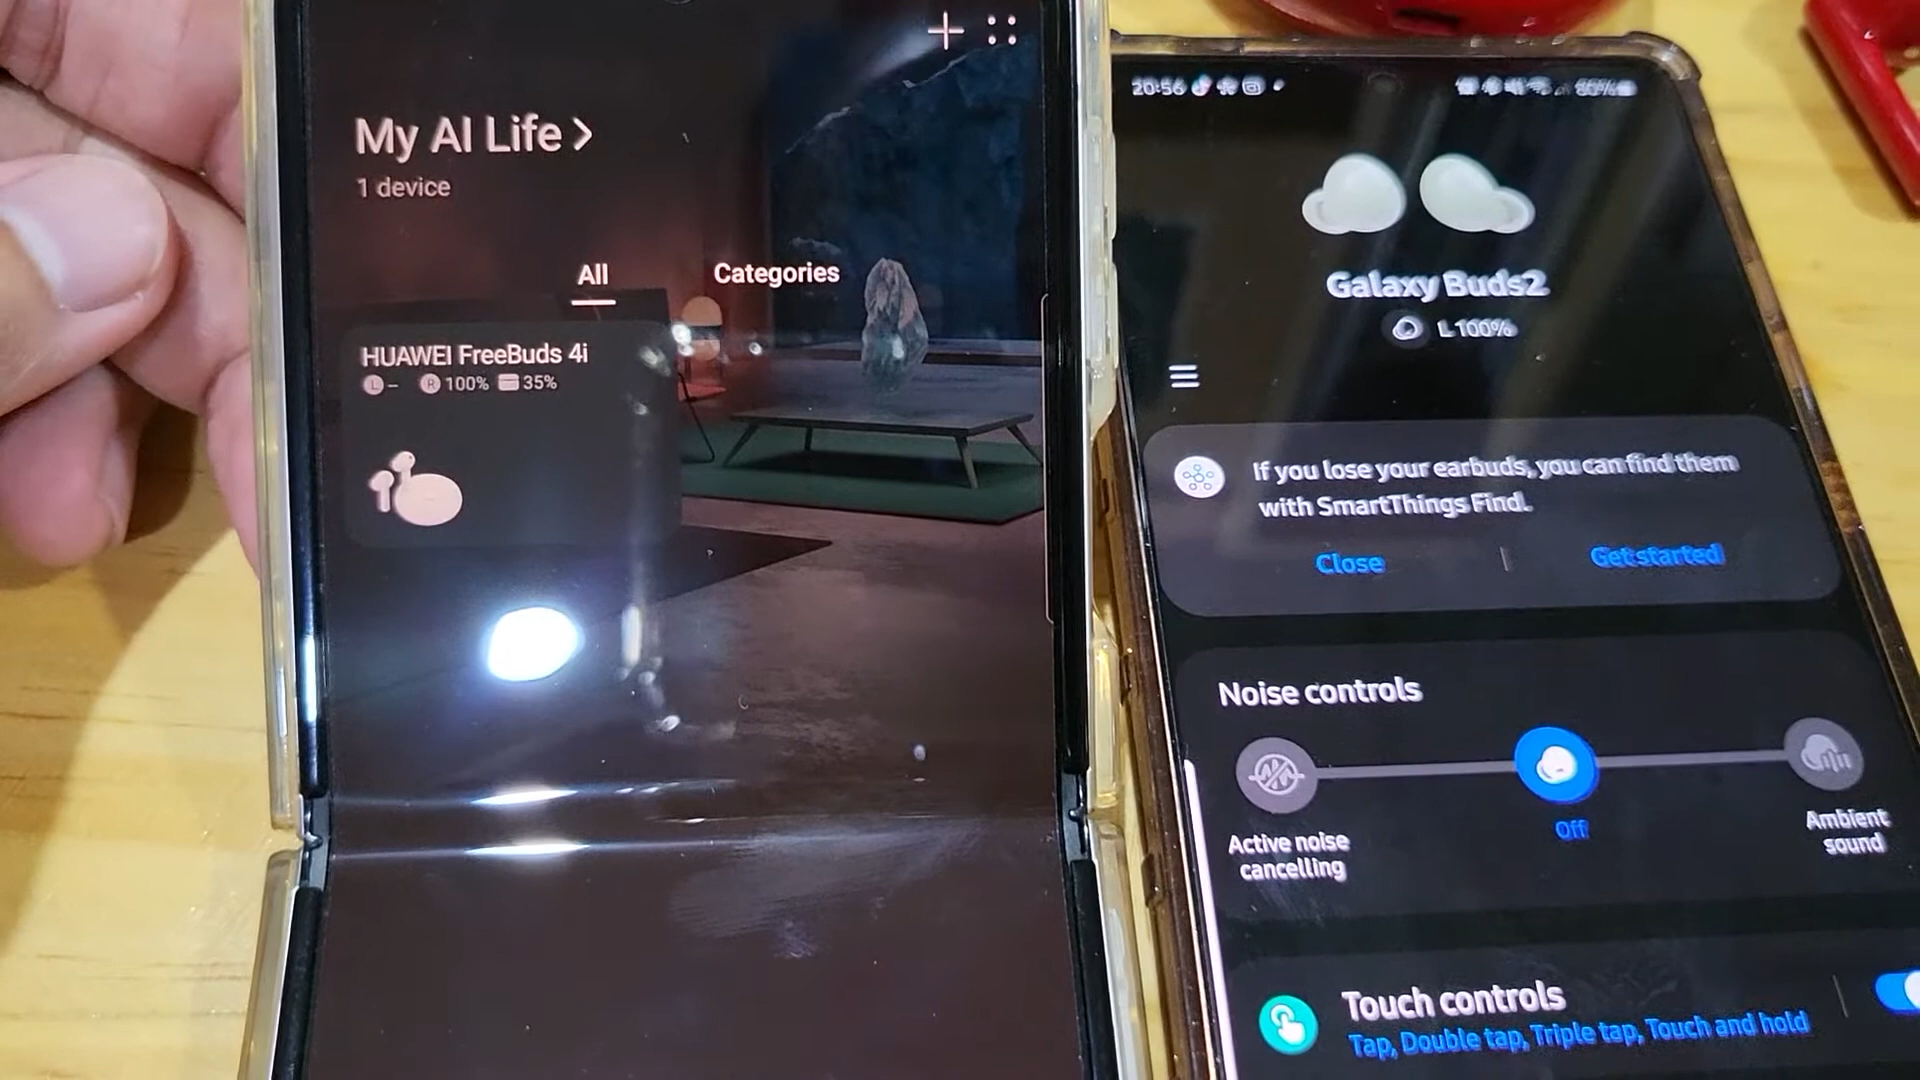 My AI Life >
1 device
All
Categories
HUAWEI FreeBuds 4i
L – R 100% 35%
20:56
Galaxy Buds2
L 100%
If you lose your earbuds, you can find them
with SmartThings Find.
Close
Get started
Noise controls
Active noise
cancelling
Off
Ambient
sound
Touch controls
Tap, Double tap, Triple tap, Touch and hold